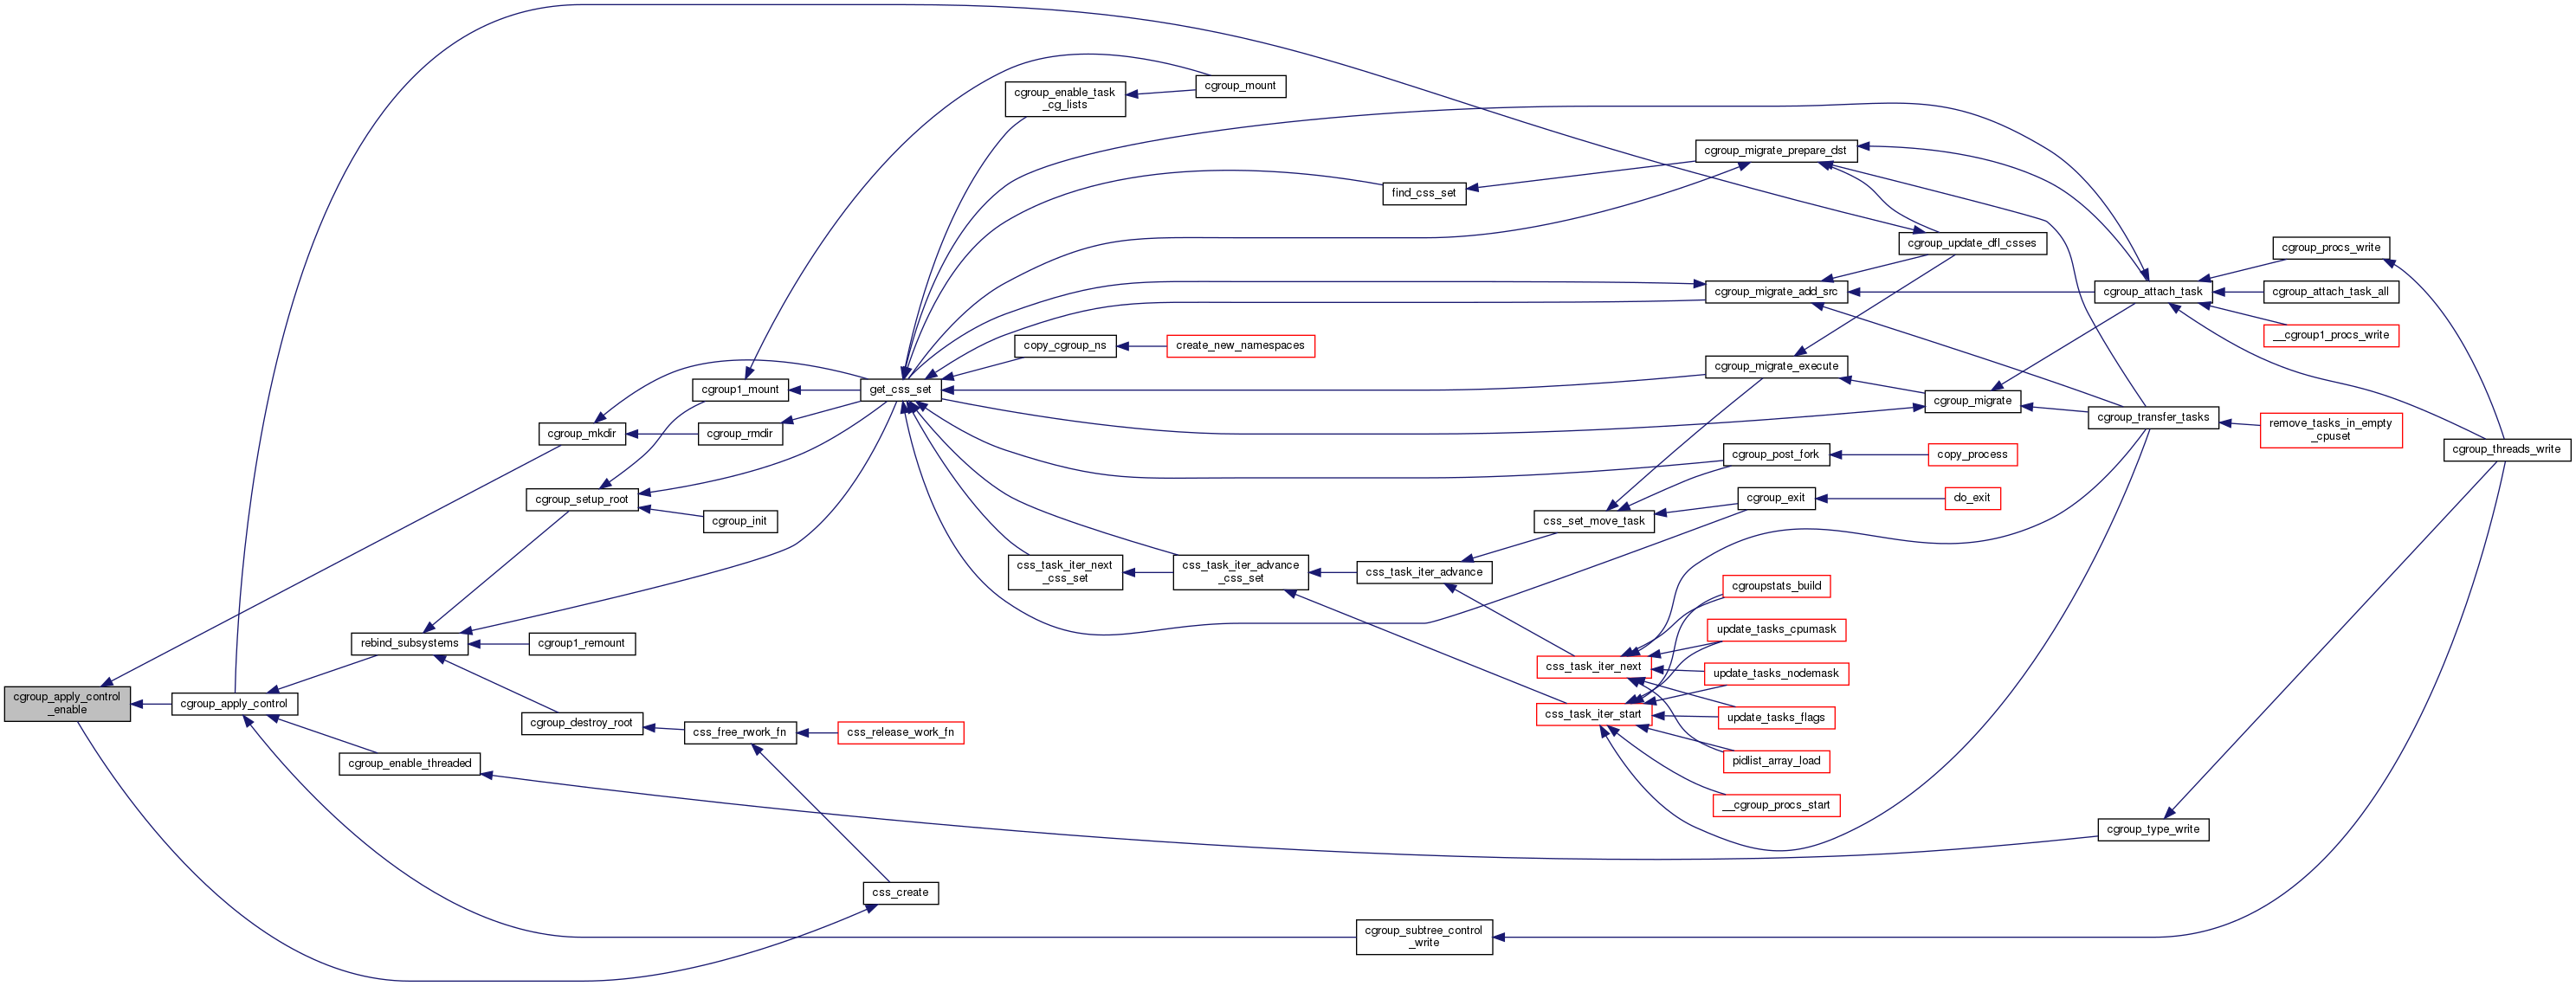 cgroup_mount
cgroup_enable_task
_cg_lists
cgroup_migrate_prepare_dst
find_css_set
cgroup_update_dfl_csses
cgroup_procs_write
cgroup_migrate_add_src
cgroup_attach_task
cgroup_attach_task_all
__cgroup1_procs_write
copy_cgroup_ns
create_new_namespaces
cgroup_migrate_execute
cgroup1_mount
get_css_set
cgroup_migrate
cgroup_transfer_tasks
remove_tasks_in_empty
_cpuset
cgroup_mkdir
cgroup_rmdir
cgroup_post_fork
copy_process
cgroup_threads_write
cgroup_setup_root
cgroup_init
cgroup_exit
do_exit
css_set_move_task
css_task_iter_next
_css_set
css_task_iter_advance
_css_set
css_task_iter_advance
cgroupstats_build
update_tasks_cpumask
rebind_subsystems
cgroup1_remount
css_task_iter_next
update_tasks_nodemask
cgroup_apply_control
_enable
cgroup_apply_control
css_task_iter_start
update_tasks_flags
cgroup_destroy_root
css_free_rwork_fn
css_release_work_fn
cgroup_enable_threaded
pidlist_array_load
__cgroup_procs_start
cgroup_type_write
css_create
cgroup_subtree_control
_write